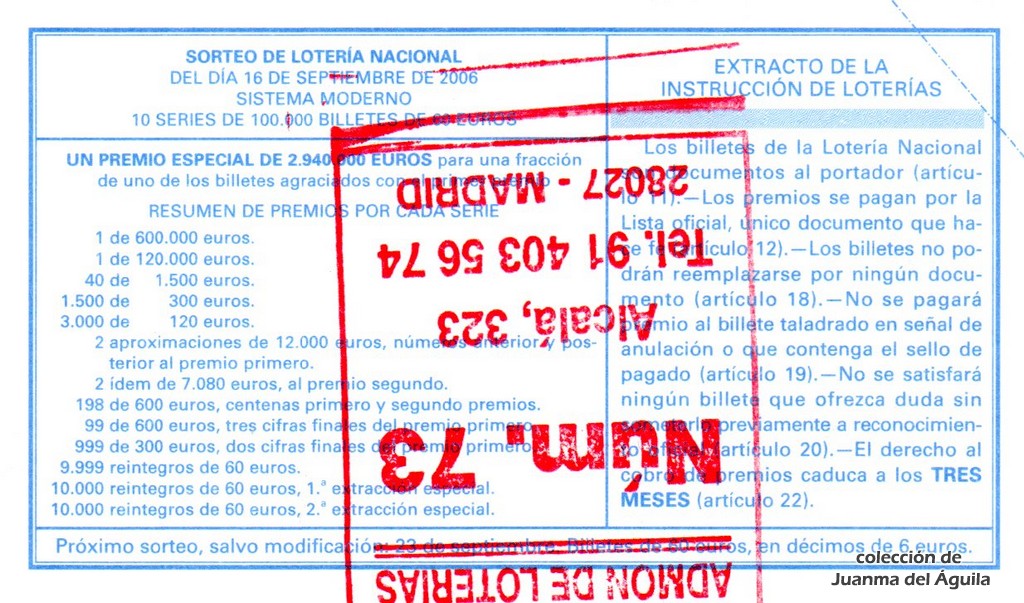 SORTEO DE LOTERÍA NACIONAL
DEL DÍA 16 DE SEPTIEMBRE DE 2006
SISTEMA MODERNO
10 SERIES DE 100.000 BILLETES DE 60 EUROS
UN PREMIO ESPECIAL DE 2.940.000 EUROS para una fracción
de uno de los billetes agraciados con el primer premio
RESUMEN DE PREMIOS POR CADA SERIE
1 de 600.000 euros.
1 de 120.000 euros.
40 de 1.500 euros.
1.500 de 300 euros.
3.000 de 120 euros.
2 aproximaciones de 12.000 euros, números anterior y pos-
terior al premio primero.
2 ídem de 7.080 euros, al premio segundo.
198 de 600 euros, centenas primero y segundo premios.
99 de 600 euros, tres cifras finales del premio primero
999 de 300 euros, dos cifras finales del premio primero
9.999 reintegros de 60 euros.
10.000 reintegros de 60 euros, 1.ª extracción especial.
10.000 reintegros de 60 euros, 2.ª extracción especial.
EXTRACTO DE LA
INSTRUCCIÓN DE LOTERÍAS
Los billetes de la Lotería Nacional
son documentos al portador (artícu-
lo 11).—Los premios se pagan por la
Lista oficial, único documento que ha-
ce fe (artículo 12).—Los billetes no po-
drán reemplazarse por ningún docu-
mento (artículo 18).—No se pagará
premio al billete taladrado en señal de
anulación o que contenga el sello de
pagado (artículo 19).—No se satisfará
ningún billete que ofrezca duda sin
someterlo previamente a reconocimien-
to oficial (artículo 20).—El derecho al
cobro de premios caduca a los TRES
MESES (artículo 22).
Próximo sorteo, salvo modificación: 23 de septiembre. Billetes de 60 euros, en décimos de 6 euros.
ADMON DE LOTERIAS
Núm. 73
Alcalá, 323
Tel. 91 403 56 74
28027 - MADRID
colección de
Juanma del Águila